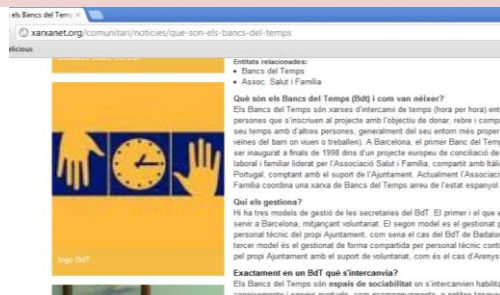 els Bancs del Temp
xarxanet.org/comunitari/noticies/que-son-els-bancs-del-temps
elicious
Entitats relacionades:
• Bancs del Temps
• Assoc. Salut i Família
Què són els Bancs del Temps (Bdt) i com van nèixer?
Els Bancs del Temps són xarxes d'intercanvi de temps (hora per hora) ent
persones que s'inscriuen al projecte amb l'objectiu de donar, rebre i compa
seu temps amb d'altres persones, generalment del seu entorn més proper
veïnes del barri on viuen o treballen). A Barcelona, el primer Banc del Temp
ser inaugurat a finals de 1998 dins d'un projecte europeu de conciliació de
laboral i familiar liderat per l'Associació Salut i Família, compartit amb Itàli
Portugal, comptant amb el suport de l'Ajuntament. Actualment l'Associaci
Família coordina una xarxa de Bancs del Temps arreu de l'estat espanyol.
Qui els gestiona?
Hi ha tres models de gestió de les secretaries del BdT. El primer i el que
servir a Barcelona, mitjançant voluntariat. El segon model es el gestionat p
personal tècnic del propi Ajuntament, com seria el cas del BdT de Badalon
tercer model és el gestionat de forma compartida per personal tècnic contr
pel propi Ajuntament amb el suport de voluntariat, com és el cas d'Arenys
logo BdT
Exactament en un BdT què s'intercanvia?
Els Bancs del Temps són espais de sociabilitat on s'intercanvien habilit